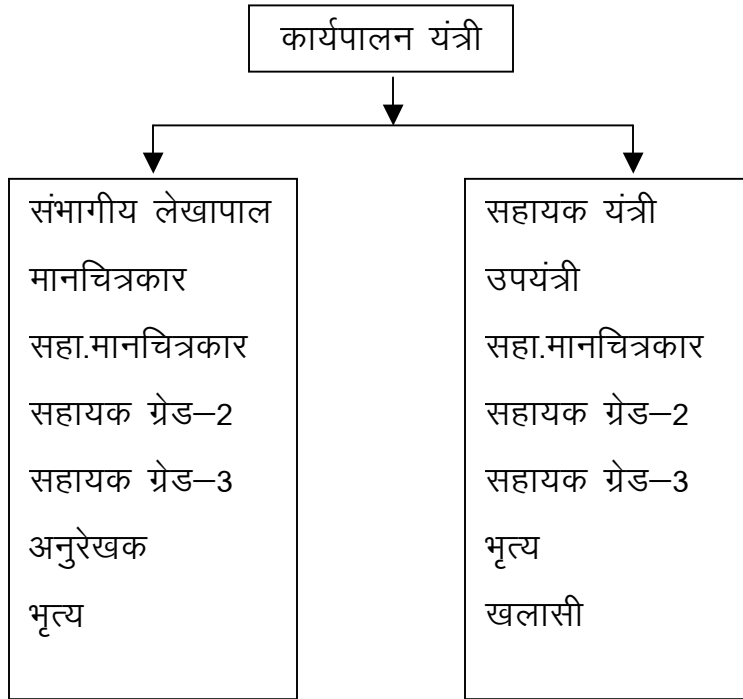 कार्यपालन यंत्री
संभागीय लेखापाल
मानचित्रकार
सहा.मानचित्रकार
सहायक ग्रेड–2
सहायक ग्रेड–3
अनुरेखक
भृत्य
सहायक यंत्री
उपयंत्री
सहा.मानचित्रकार
सहायक ग्रेड–2
सहायक ग्रेड–3
भृत्य
खलासी